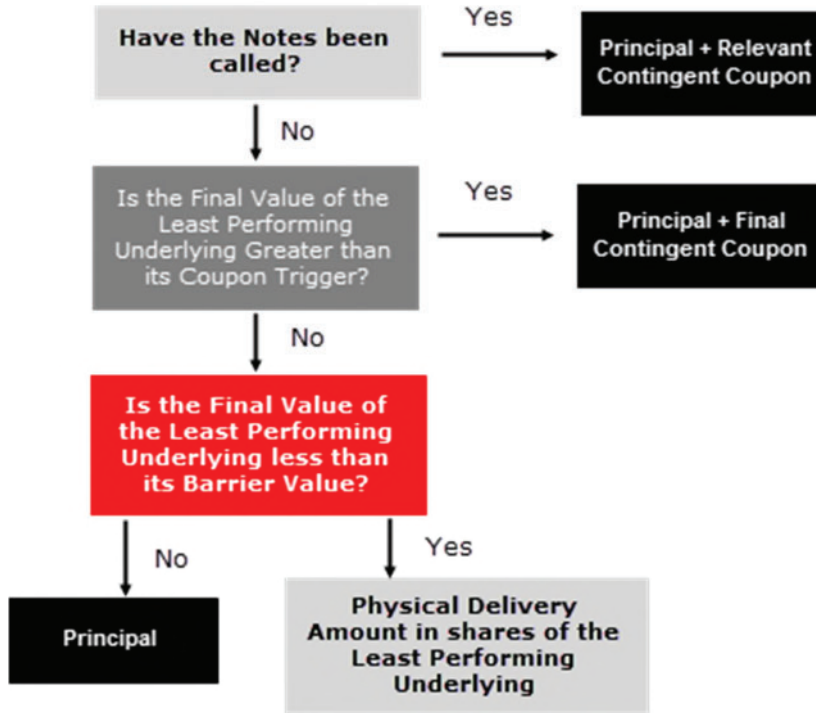 Have the Notes been
called?
Yes
Principal + Relevant
Contingent Coupon
No
Is the Final Value of the
Least Performing
Underlying Greater than
its Coupon Trigger?
Yes
Principal + Final
Contingent Coupon
No
Is the Final Value of
the Least Performing
Underlying less than
its Barrier Value?
No
Yes
Principal
Physical Delivery
Amount in shares of the
Least Performing
Underlying